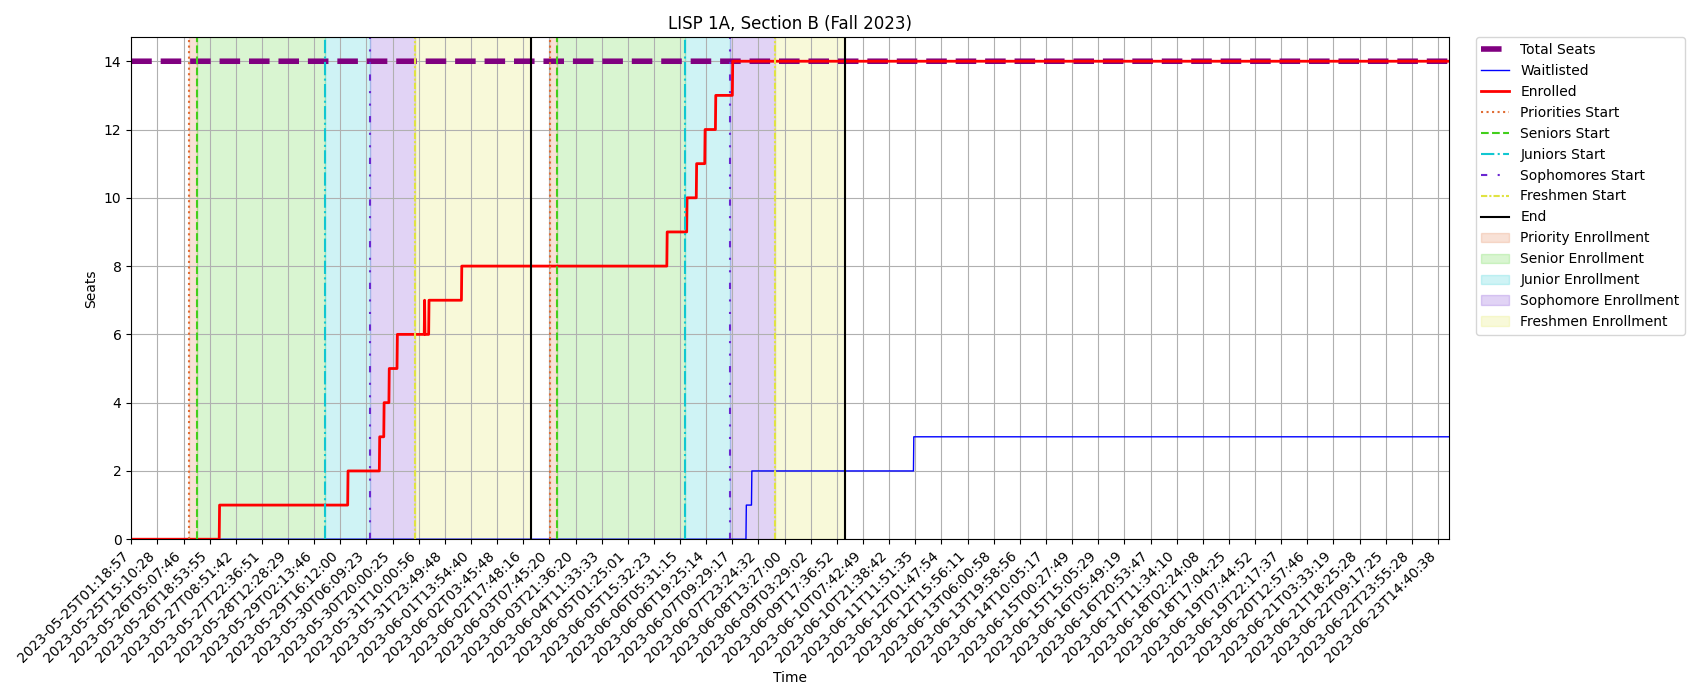 LISP 1A, Section B (Fall 2023)
Seats
14
12
10
8
6
4
2
0
2023-05-25T01:18:57
2023-05-25T15:10:28
2023-05-26T05:07:46
2023-05-26T18:53:55
2023-05-27T08:51:42
2023-05-27T22:36:51
2023-05-28T12:28:29
2023-05-29T02:13:46
2023-05-29T16:12:00
2023-05-30T06:09:23
2023-05-30T20:00:25
2023-05-31T10:00:56
2023-05-31T23:49:48
2023-06-01T13:54:40
2023-06-02T03:45:48
2023-06-02T17:48:16
2023-06-03T07:45:20
2023-06-03T21:36:20
2023-06-04T11:33:33
2023-06-05T01:25:01
2023-06-05T15:32:23
2023-06-06T05:31:15
2023-06-06T19:25:14
2023-06-07T09:29:17
2023-06-07T23:24:32
2023-06-08T13:27:00
2023-06-09T03:29:02
2023-06-09T17:36:52
2023-06-10T07:42:49
2023-06-10T21:38:42
2023-06-11T11:51:35
2023-06-12T01:47:54
2023-06-12T15:56:11
2023-06-13T06:00:58
2023-06-13T19:58:56
2023-06-14T10:05:17
2023-06-15T00:27:49
2023-06-15T15:05:29
2023-06-16T05:49:19
2023-06-16T20:53:47
2023-06-17T11:34:10
2023-06-18T02:24:08
2023-06-18T17:04:25
2023-06-19T07:44:52
2023-06-19T22:17:37
2023-06-20T12:57:46
2023-06-21T03:33:19
2023-06-21T18:25:28
2023-06-22T09:17:25
2023-06-22T23:55:28
2023-06-23T14:40:38
Time
Total Seats
Waitlisted
Enrolled
Priorities Start
Seniors Start
Juniors Start
Sophomores Start
Freshmen Start
End
Priority Enrollment
Senior Enrollment
Junior Enrollment
Sophomore Enrollment
Freshmen Enrollment